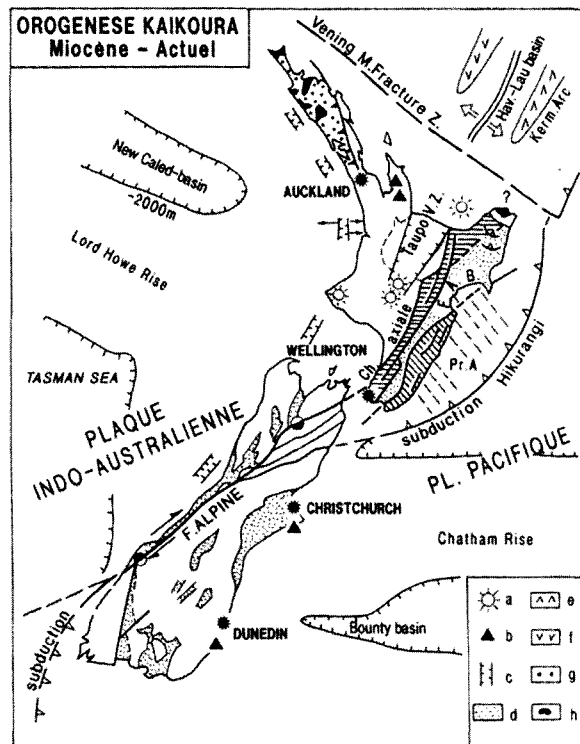 OROGENESE KAIKOURA
Miocène - Actuel
Vening M. Fracture Z.
Hav.-Lau basin
Kerm. Arc
New Caled-basin
-2000m
AUCKLAND
Lord Howe Rise
Taupo V. Z.
?
B.
E.
WELLINGTON
Ch. axiale
Pr. A
Hikurangi
subduction
TASMAN SEA
PLAQUE
INDO-AUSTRALIENNE
PL. PACIFIQUE
F. ALPINE
CHRISTCHURCH
Chatham Rise
DUNEDIN
Bounty basin
subduction
a
e
b
f
c
g
d
h